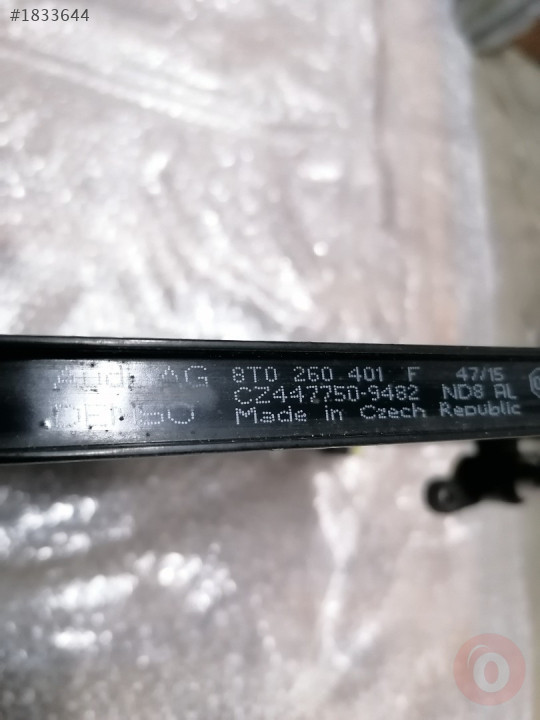 #1833644
Audi AG 8T0 260 401 F 47/15
DENSO CZ447750-9482 ND8 AL
Made in Czech Republic